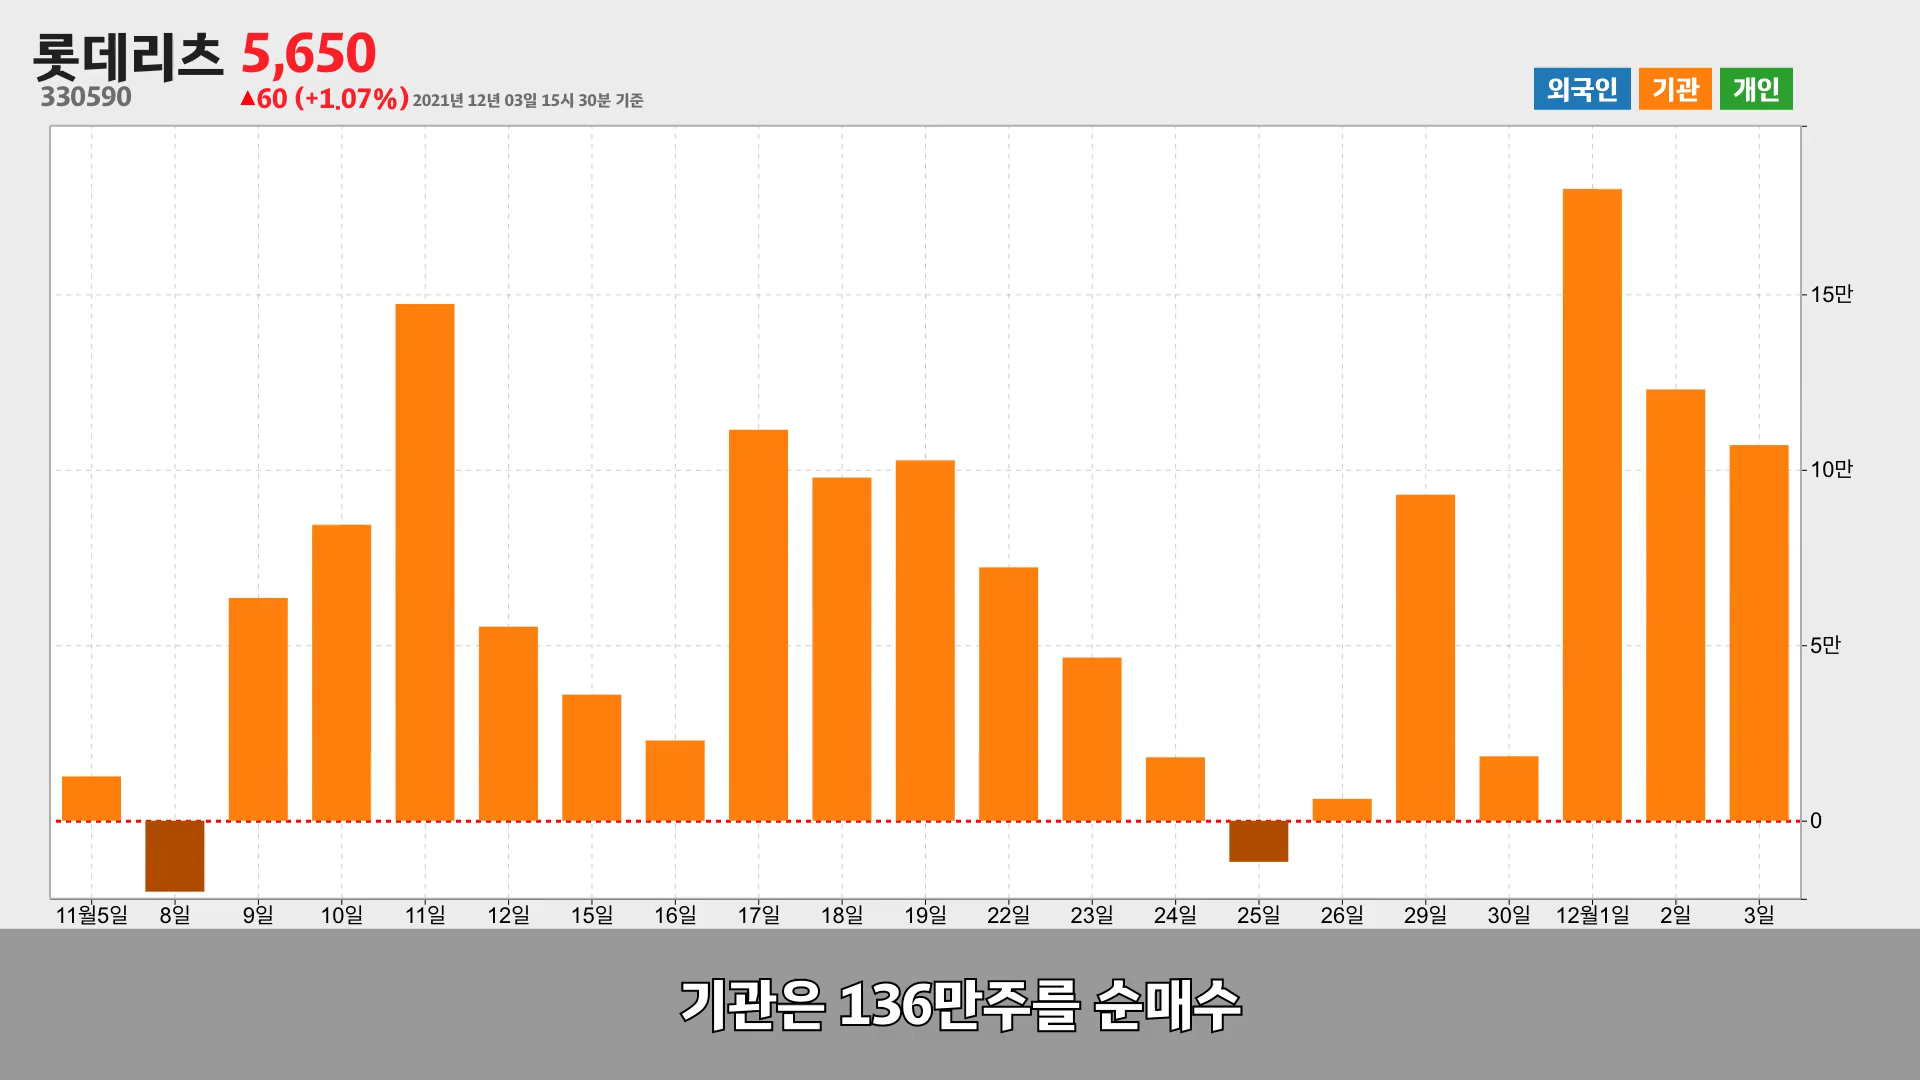 롯데리츠 5,650
330590 ▲60 (+1.07%) 2021년 12월 03일 15시 30분 기준
외국인 기관 개인
15만
10만
5만
0
11월5일 8일 9일 10일 11일 12일 15일 16일 17일 18일 19일 22일 23일 24일 25일 26일 29일 30일 12월1일 2일 3일
기관은 136만주를 순매수